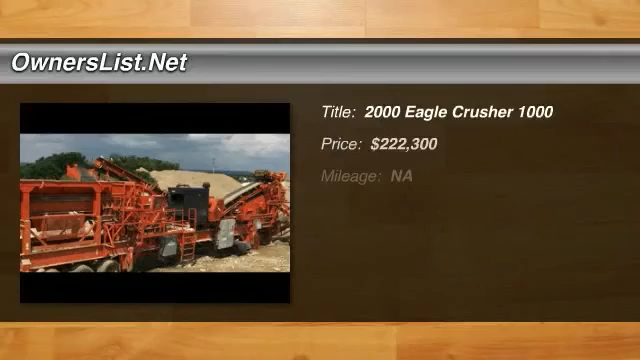 OwnersList.Net
Title: 2000 Eagle Crusher 1000
Price: $222,300
Mileage: NA